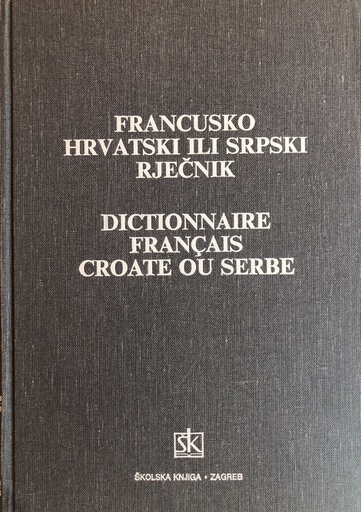 FRANCUSKO
HRVATSKI ILI SRPSKI
RJEČNIK
DICTIONNAIRE
FRANÇAIS
CROATE OU SERBE
ŠK
ŠKOLSKA KNJIGA • ZAGREB